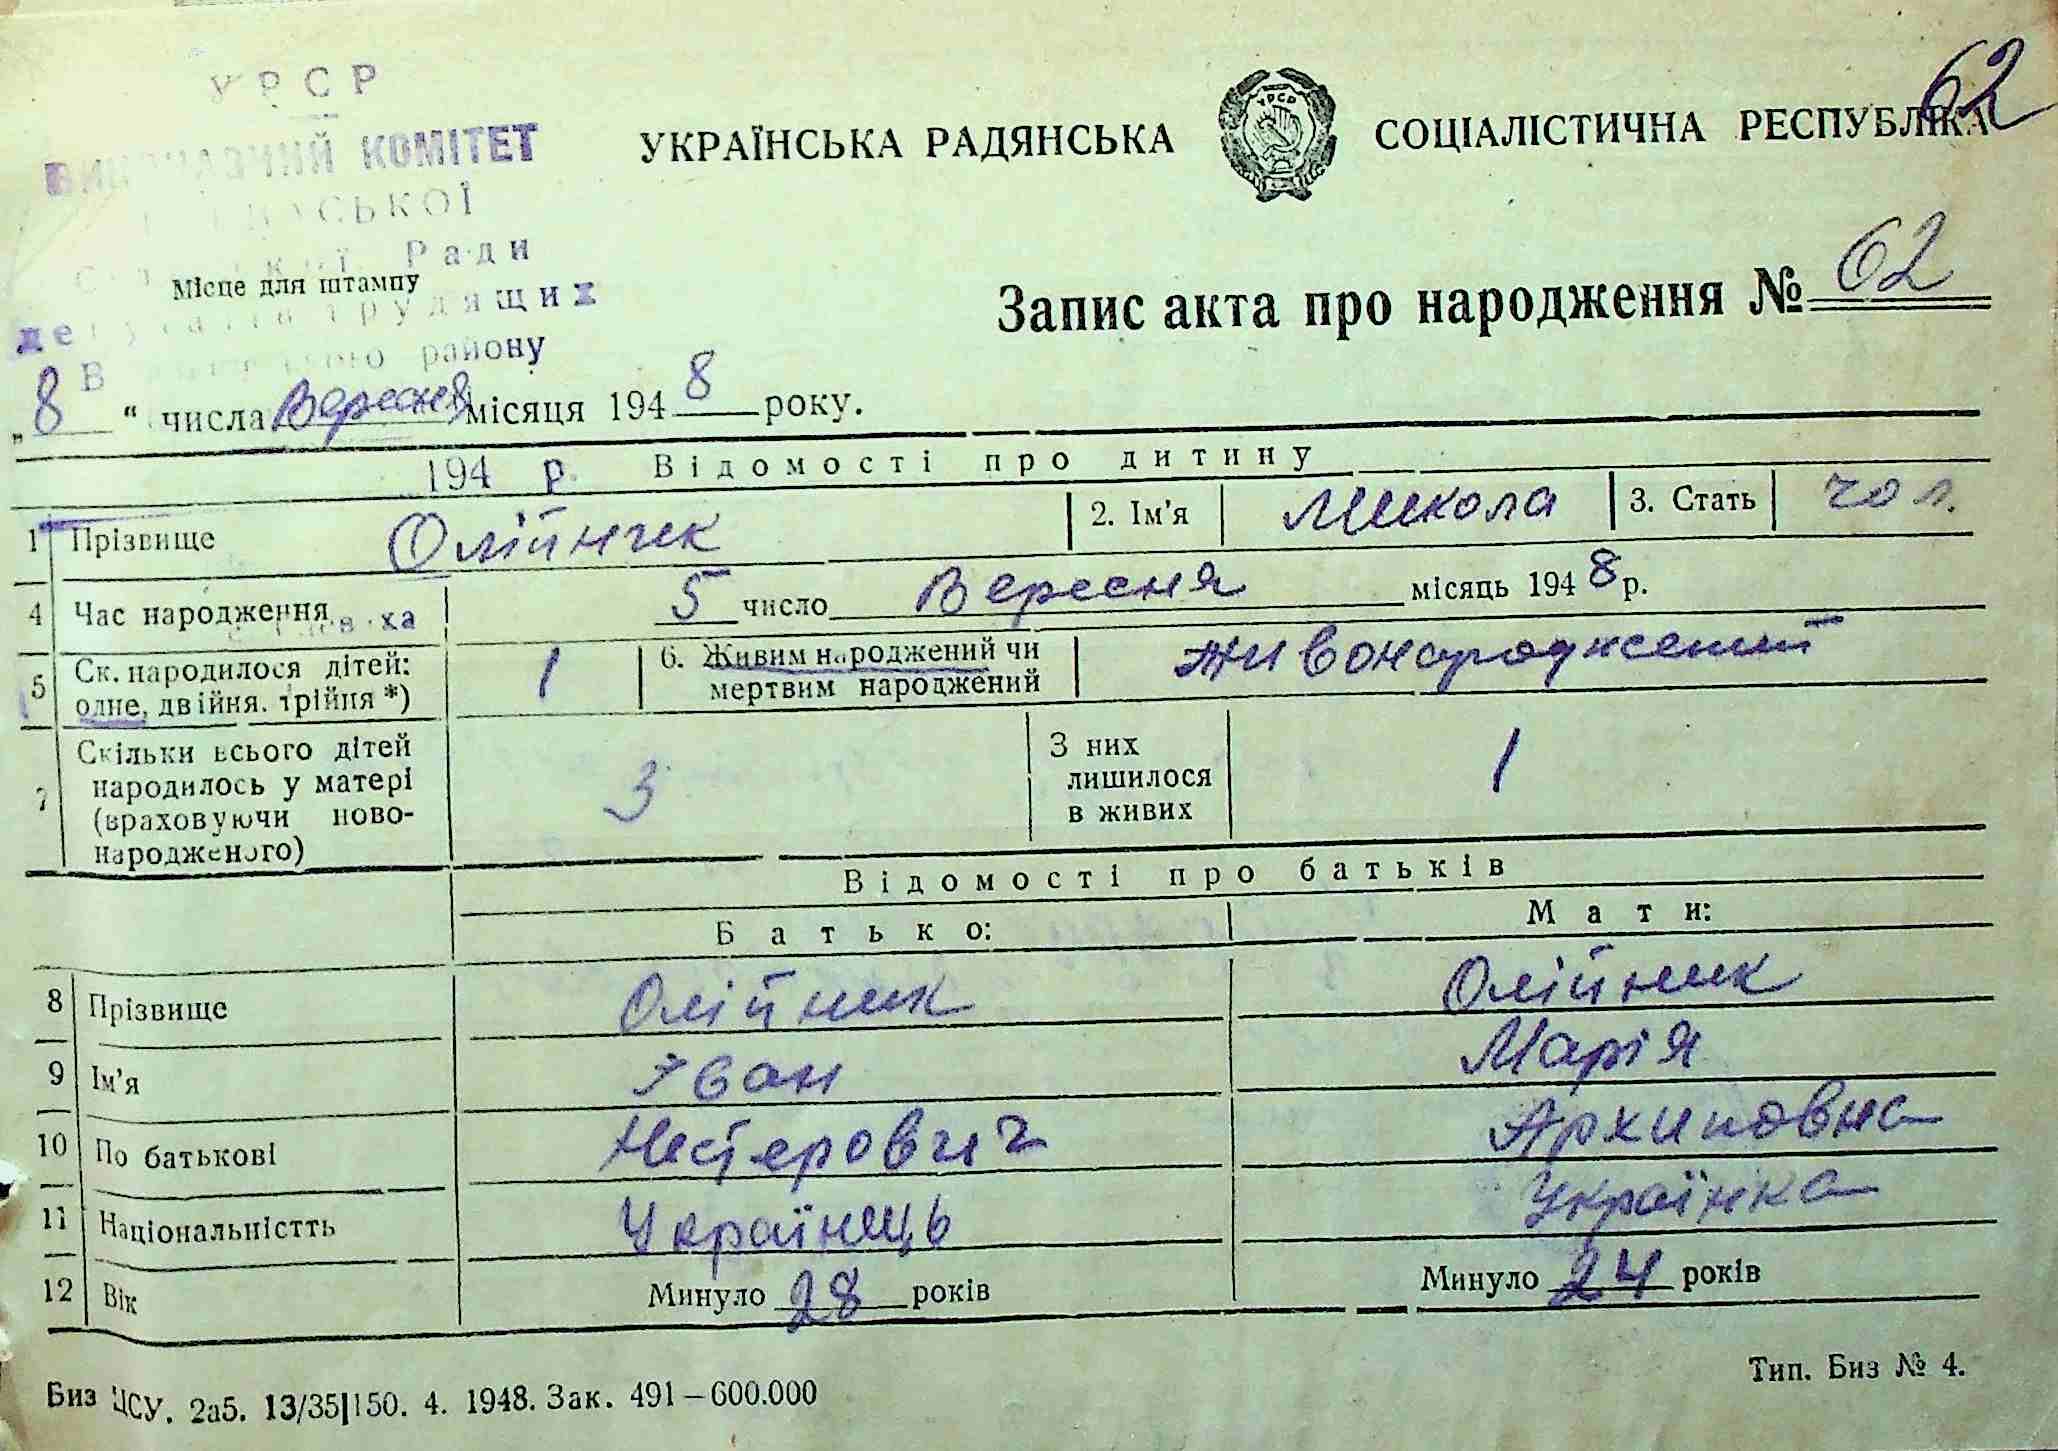 62
УРСР
КОМІТЕТ
УКРАЇНСЬКА РАДЯНСЬКА УРСР СОЦІАЛІСТИЧНА РЕСПУБЛІКА
Ради
Місце для штампу
Запис акта про народження № 62
району
„8“ числа Вересня місяця 1948 року.
194 р. Відомості про дитину
1 Прізвище Олійник 2. Ім'я Микола 3. Стать чол.
4 Час народження 5 число Вересня місяць 1948 р.
5 Ск. народилося дітей: 1 6. Живим народжений чи живонароджений
одне, двійня. трійня *) мертвим народжений
7 Скільки всього дітей 3 З них 1
народилось у матері лишилося
(враховуючи ново- в живих
народженого)
Відомості про батьків
Батько: Мати:
8 Прізвище Олійник Олійник
9 Ім'я Іван Марія
10 По батькові Нестерович Архиповна
11 Національністть Українець Українка
12 Вік Минуло 28 років Минуло 24 років
Биз ЦСУ. 2а5. 13/35|150. 4. 1948. Зак. 491–600.000 Тип. Биз № 4.